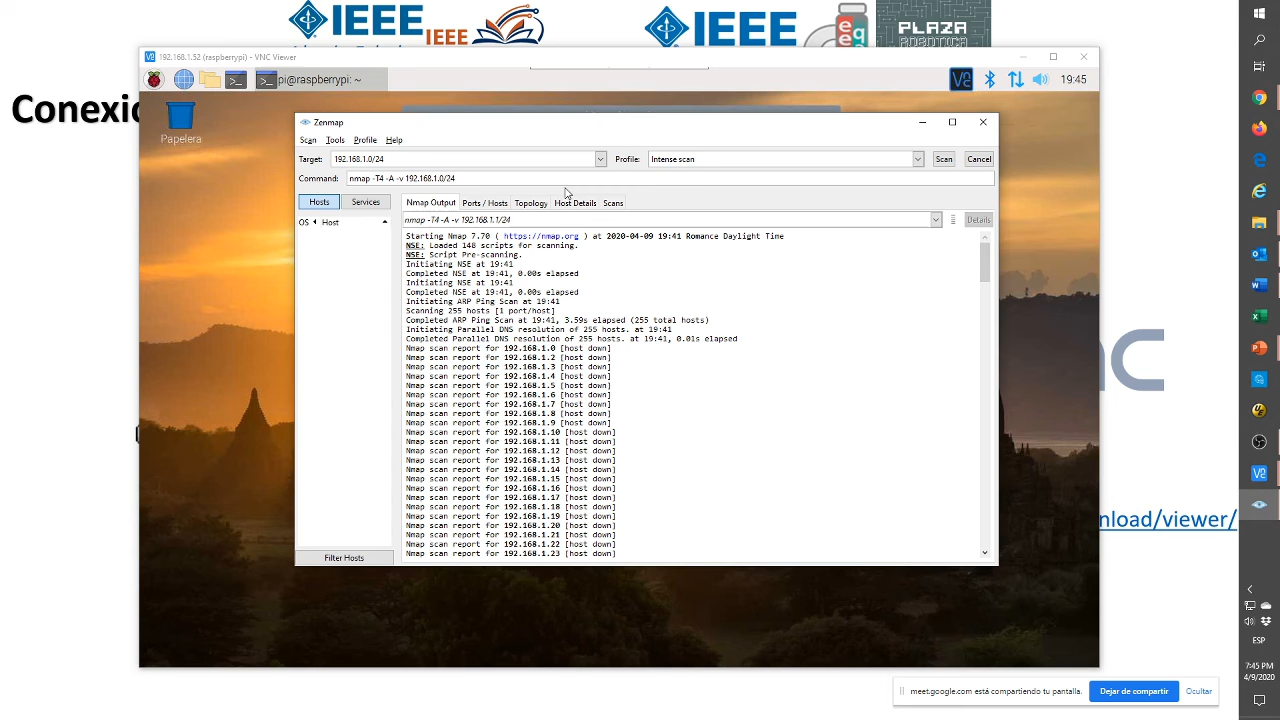 IEEE
IEEE
IEEE
PLAZA
ROBOTICA
Conexio
192.168.1.52 (raspberrypi) - VNC Viewer
pi@raspberrypi: ~
19:45
Papelera
Zenmap
Scan Tools Profile Help
Target: 192.168.1.0/24 Profile: Intense scan Scan Cancel
Command: nmap -T4 -A -v 192.168.1.0/24
Hosts Services Nmap Output Ports / Hosts Topology Host Details Scans
OS Host
nmap -T4 -A -v 192.168.1.1/24 Details
Starting Nmap 7.70 ( https://nmap.org ) at 2020-04-09 19:41 Romance Daylight Time
NSE: Loaded 148 scripts for scanning.
NSE: Script Pre-scanning.
Initiating NSE at 19:41
Completed NSE at 19:41, 0.00s elapsed
Initiating NSE at 19:41
Completed NSE at 19:41, 0.00s elapsed
Initiating ARP Ping Scan at 19:41
Scanning 255 hosts [1 port/host]
Completed ARP Ping Scan at 19:41, 3.59s elapsed (255 total hosts)
Initiating Parallel DNS resolution of 255 hosts. at 19:41
Completed Parallel DNS resolution of 255 hosts. at 19:41, 0.01s elapsed
Nmap scan report for 192.168.1.0 [host down]
Nmap scan report for 192.168.1.2 [host down]
Nmap scan report for 192.168.1.3 [host down]
Nmap scan report for 192.168.1.4 [host down]
Nmap scan report for 192.168.1.5 [host down]
Nmap scan report for 192.168.1.6 [host down]
Nmap scan report for 192.168.1.7 [host down]
Nmap scan report for 192.168.1.8 [host down]
Nmap scan report for 192.168.1.9 [host down]
Nmap scan report for 192.168.1.10 [host down]
Nmap scan report for 192.168.1.11 [host down]
Nmap scan report for 192.168.1.12 [host down]
Nmap scan report for 192.168.1.13 [host down]
Nmap scan report for 192.168.1.14 [host down]
Nmap scan report for 192.168.1.15 [host down]
Nmap scan report for 192.168.1.16 [host down]
Nmap scan report for 192.168.1.17 [host down]
Nmap scan report for 192.168.1.18 [host down]
Nmap scan report for 192.168.1.19 [host down]
Nmap scan report for 192.168.1.20 [host down]
Nmap scan report for 192.168.1.21 [host down]
Nmap scan report for 192.168.1.22 [host down]
Nmap scan report for 192.168.1.23 [host down]
Filter Hosts
nload/viewer/
ESP
7:45 PM
4/9/2020
meet.google.com está compartiendo tu pantalla. Dejar de compartir Ocultar